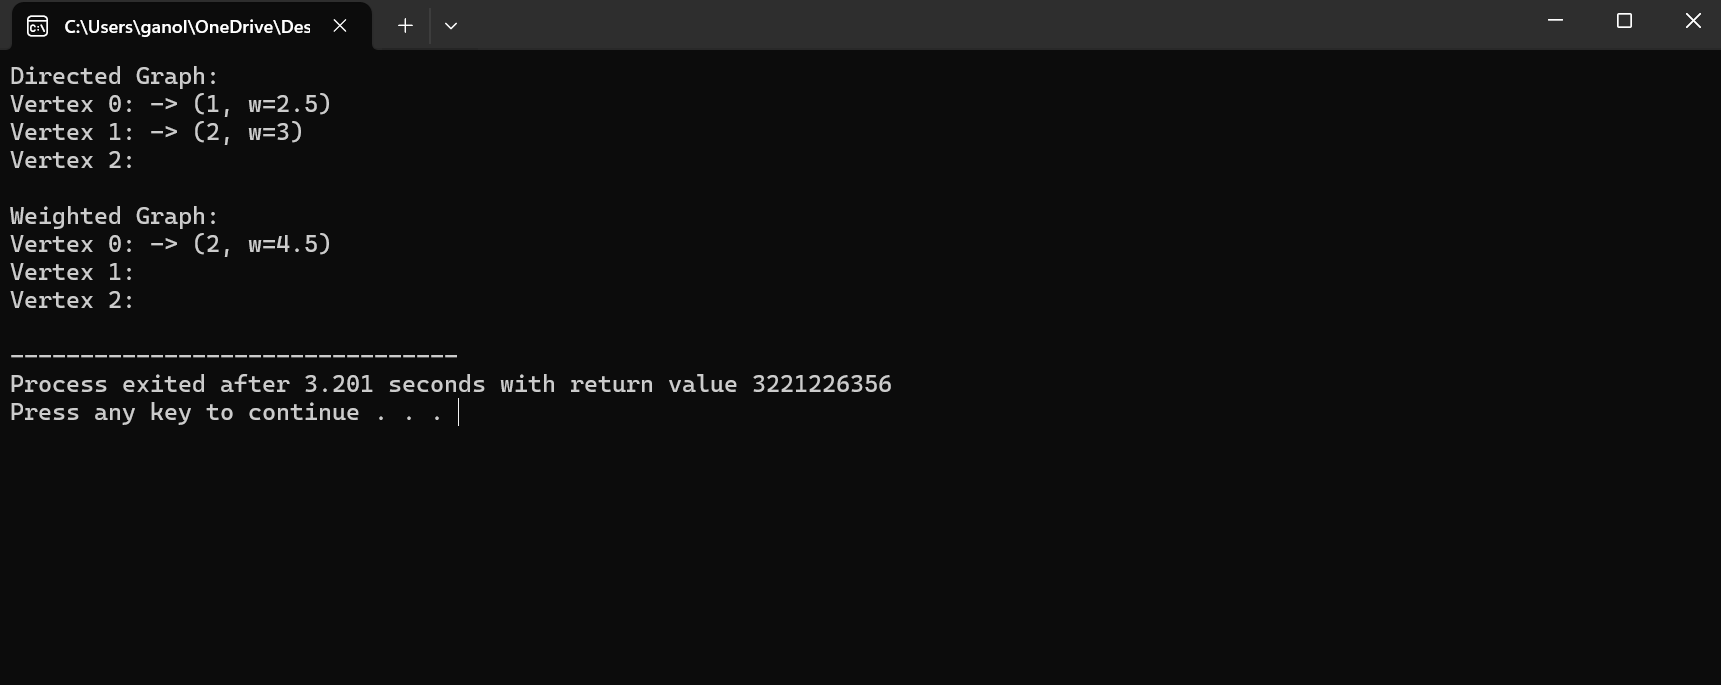 C:\Users\ganol\OneDrive\Des
Directed Graph:
Vertex 0: -> (1, w=2.5)
Vertex 1: -> (2, w=3)
Vertex 2:
Weighted Graph:
Vertex 0: -> (2, w=4.5)
Vertex 1:
Vertex 2:
--------------------------------
Process exited after 3.201 seconds with return value 3221226356
Press any key to continue . . .